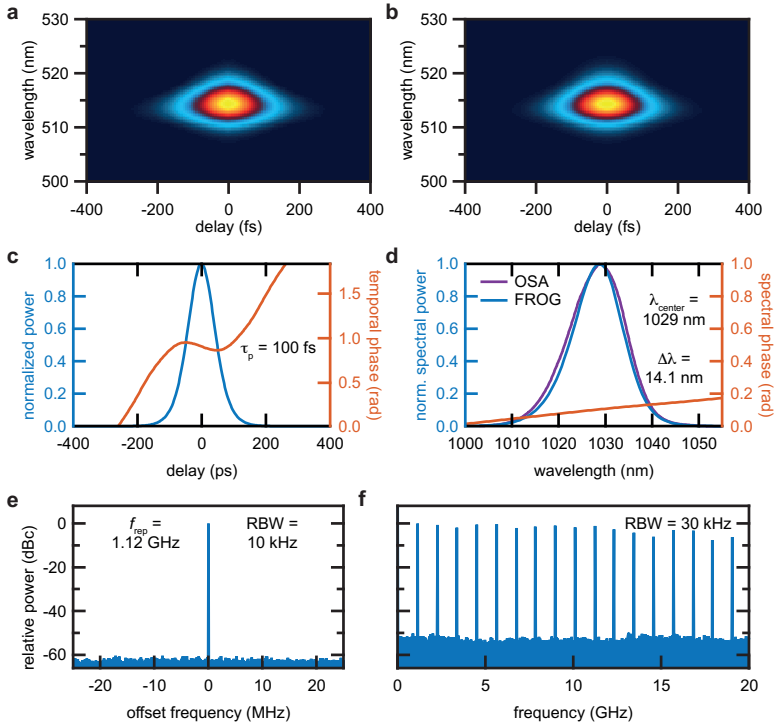 a
530
520
510
500
wavelength (nm)
-400 -200 0 200 400
delay (fs)
b
530
520
510
500
wavelength (nm)
-400 -200 0 200 400
delay (fs)
c
1.0
0.8
0.6
0.4
0.2
0.0
normalized power
τp = 100 fs
1.5
1.0
0.5
0.0
temporal phase (rad)
-400 -200 0 200 400
delay (ps)
d
1.0
0.8
0.6
0.4
0.2
0.0
norm. spectral power
OSA
FROG
λcenter =
1029 nm
Δλ =
14.1 nm
1.0
0.8
0.6
0.4
0.2
0.0
spectral phase (rad)
1000 1010 1020 1030 1040 1050
wavelength (nm)
e
0
-20
-40
-60
relative power (dBc)
frep =
1.12 GHz
RBW =
10 kHz
-20 -10 0 10 20
offset frequency (MHz)
f
RBW = 30 kHz
0 5 10 15 20
frequency (GHz)